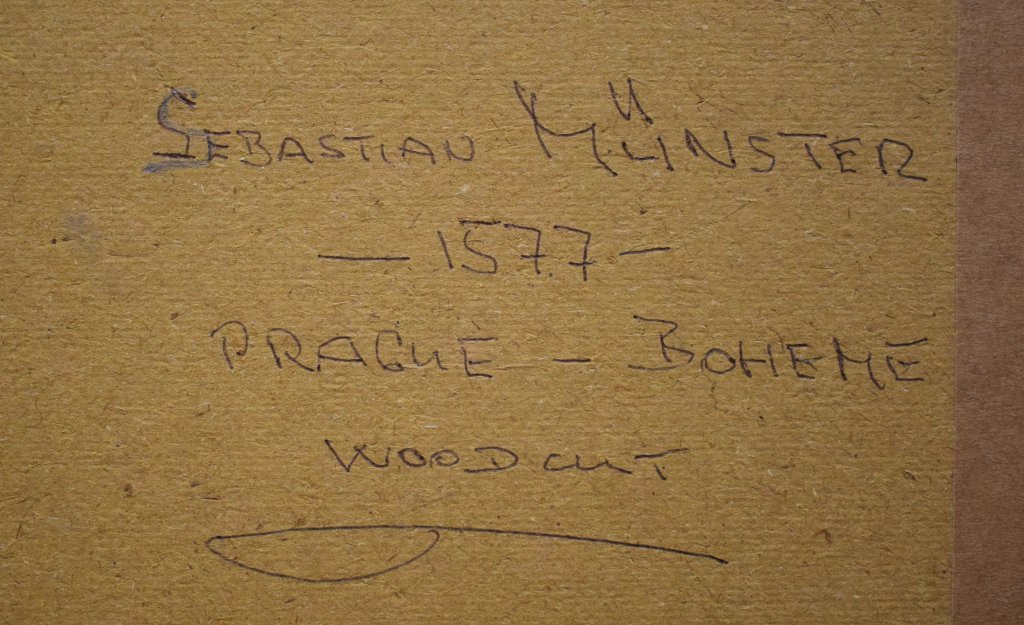 SEBASTIAN MÜNSTER
— 1577 —
PRAGUE — BOHEME
WOODCUT